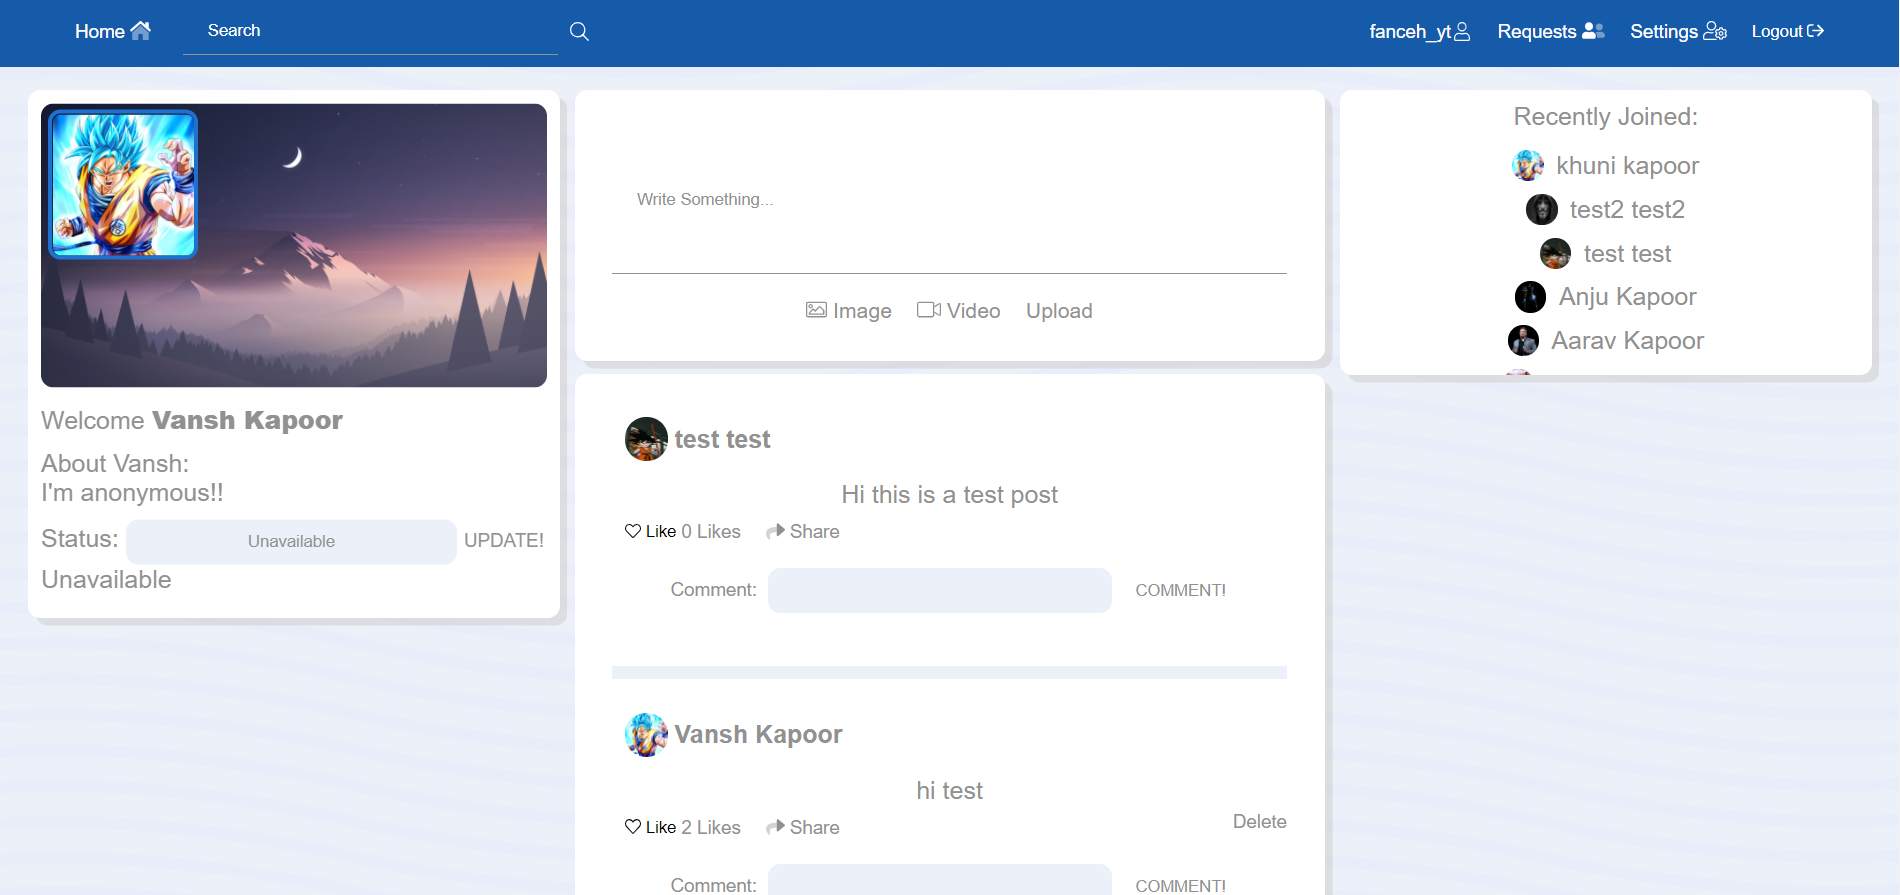 Home
Search
fanceh_yt
Requests
Settings
Logout
Welcome Vansh Kapoor
About Vansh:
I'm anonymous!!
Status: Unavailable UPDATE!
Unavailable
Write Something...
Image Video Upload
test test
Hi this is a test post
Like 0 Likes Share
Comment: COMMENT!
Vansh Kapoor
hi test
Like 2 Likes Share Delete
Comment: COMMENT!
Recently Joined:
khuni kapoor
test2 test2
test test
Anju Kapoor
Aarav Kapoor